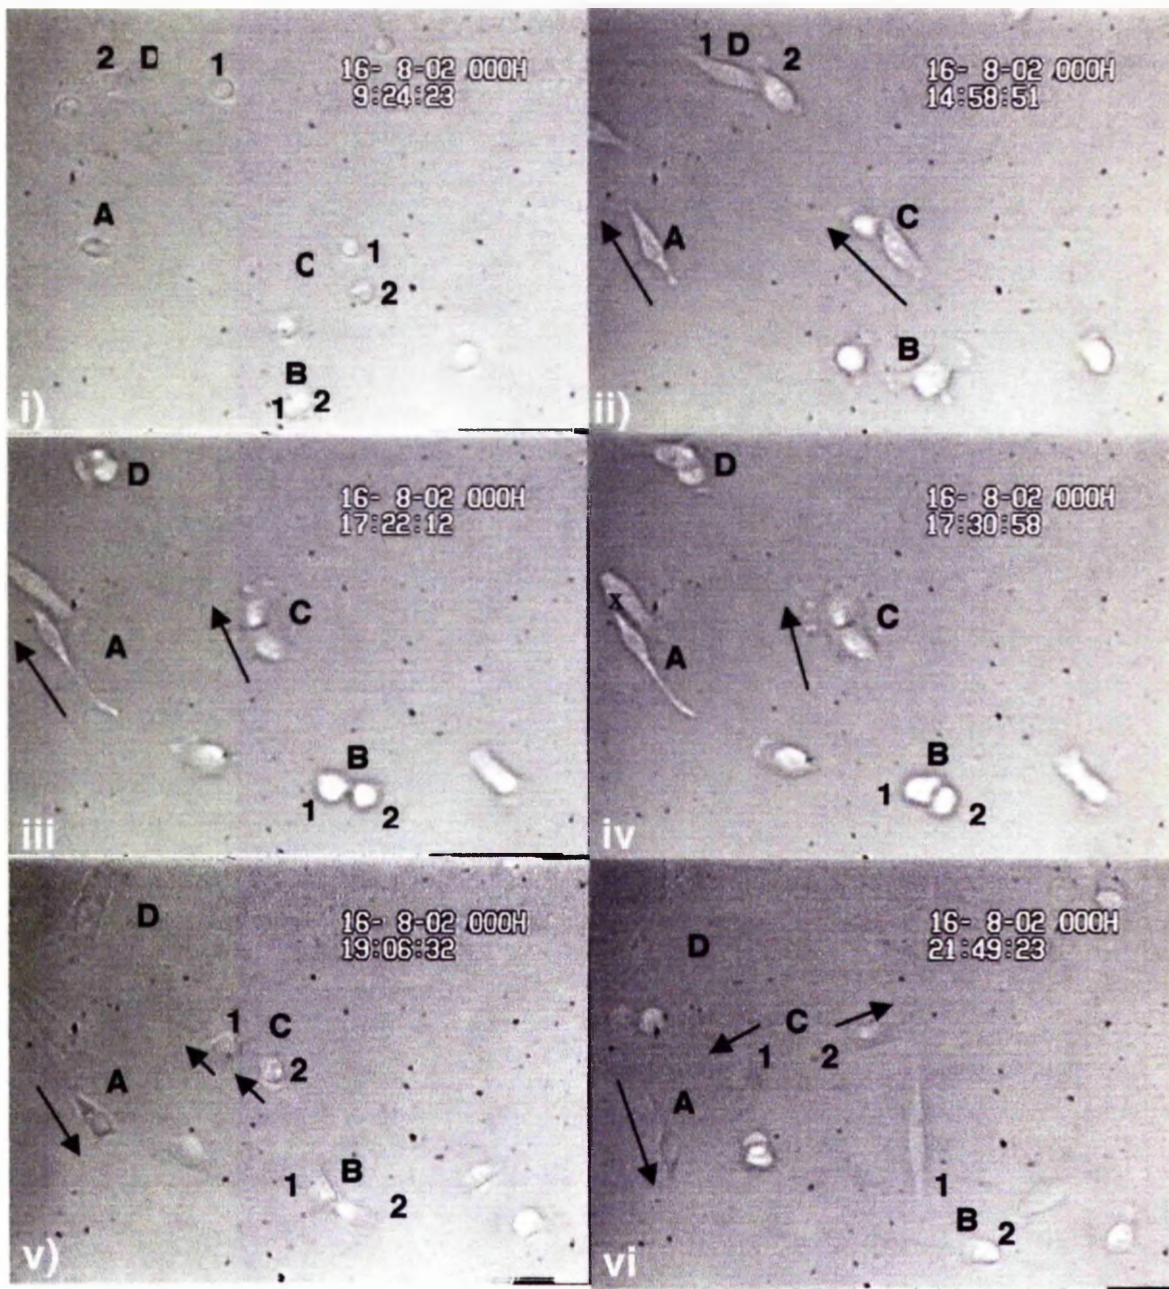 2 D 1
16- 8-02 000H
9:24:23
A
C 1
2
B
1 2
i)
1 D 2
16- 8-02 000H
14:58:51
A
C
B
ii)
D
16- 8-02 000H
17:22:12
C
A
B
1 2
iii
D
16- 8-02 000H
17:30:58
x
C
A
B
1 2
iv
D
16- 8-02 000H
19:06:32
1 C
2
A
B
1 2
v)
D
16- 8-02 000H
21:49:23
C
1 2
A
1
B 2
vi